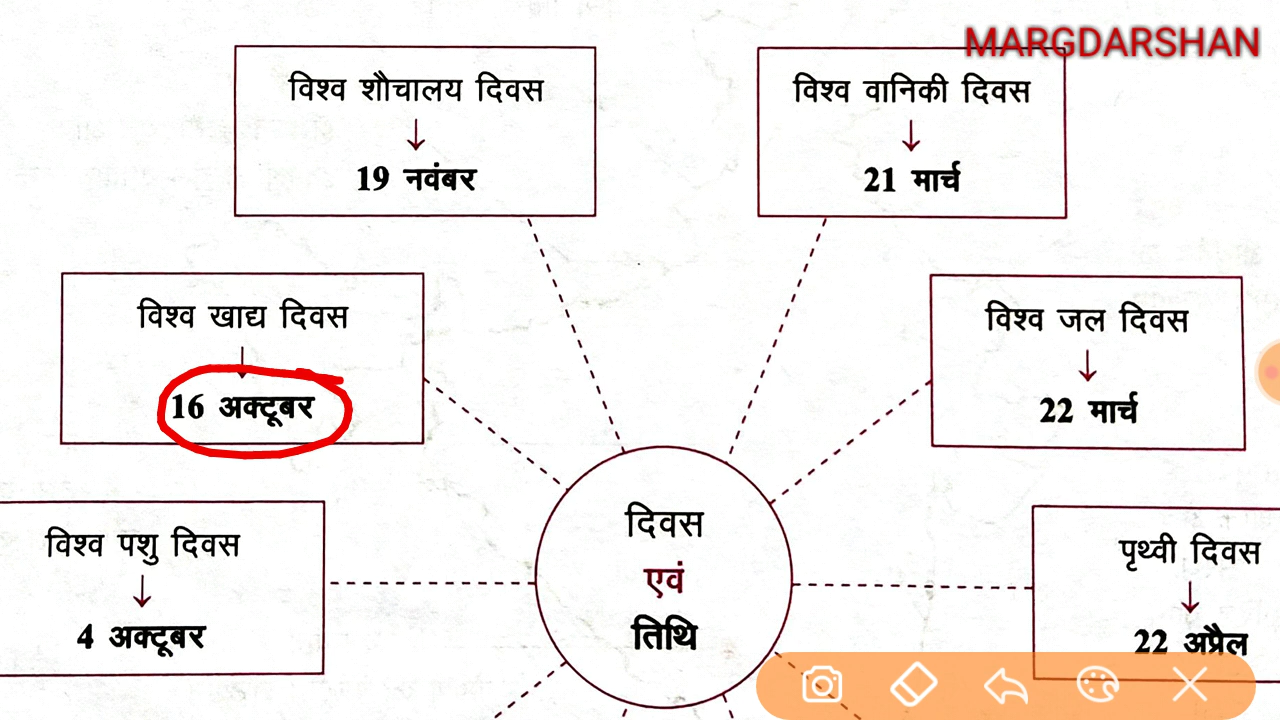 MARGDARSHAN
विश्व शौचालय दिवस
↓
19 नवंबर
विश्व वानिकी दिवस
↓
21 मार्च
विश्व खाद्य दिवस
↓
16 अक्टूबर
विश्व जल दिवस
↓
22 मार्च
विश्व पशु दिवस
↓
4 अक्टूबर
दिवस
एवं
तिथि
पृथ्वी दिवस
↓
22 अप्रैल